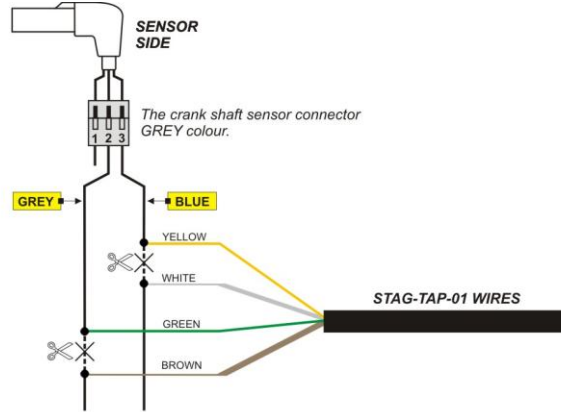 SENSOR
SIDE
The crank shaft sensor connector
GREY colour.
1 2 3
GREY
BLUE
YELLOW
WHITE
STAG-TAP-01 WIRES
GREEN
BROWN